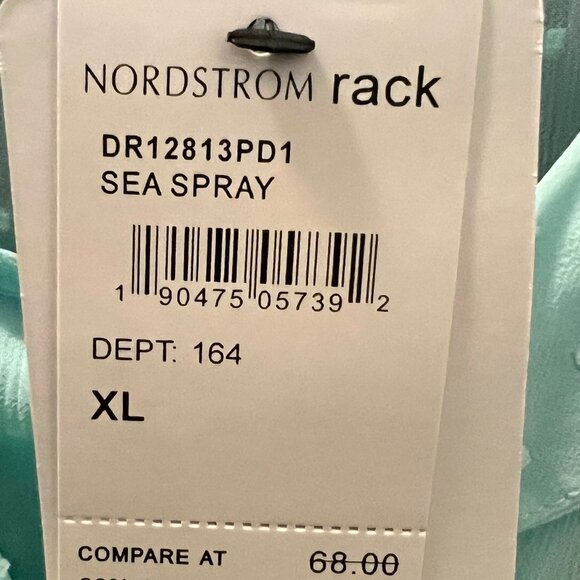 NORDSTROM rack
DR12813PD1
SEA SPRAY
1 90475 05739 2
DEPT: 164
XL
COMPARE AT 68.00